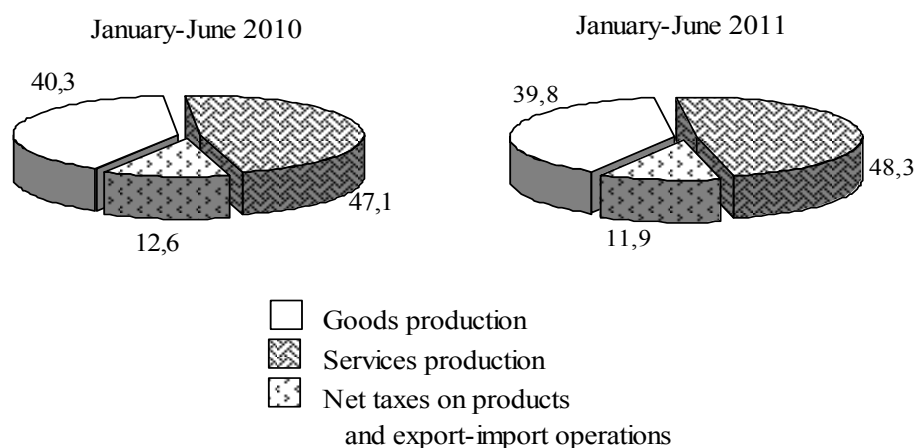 January-June 2010
40,3
47,1
12,6
January-June 2011
39,8
48,3
11,9
Goods production
Services production
Net taxes on products
and export-import operations